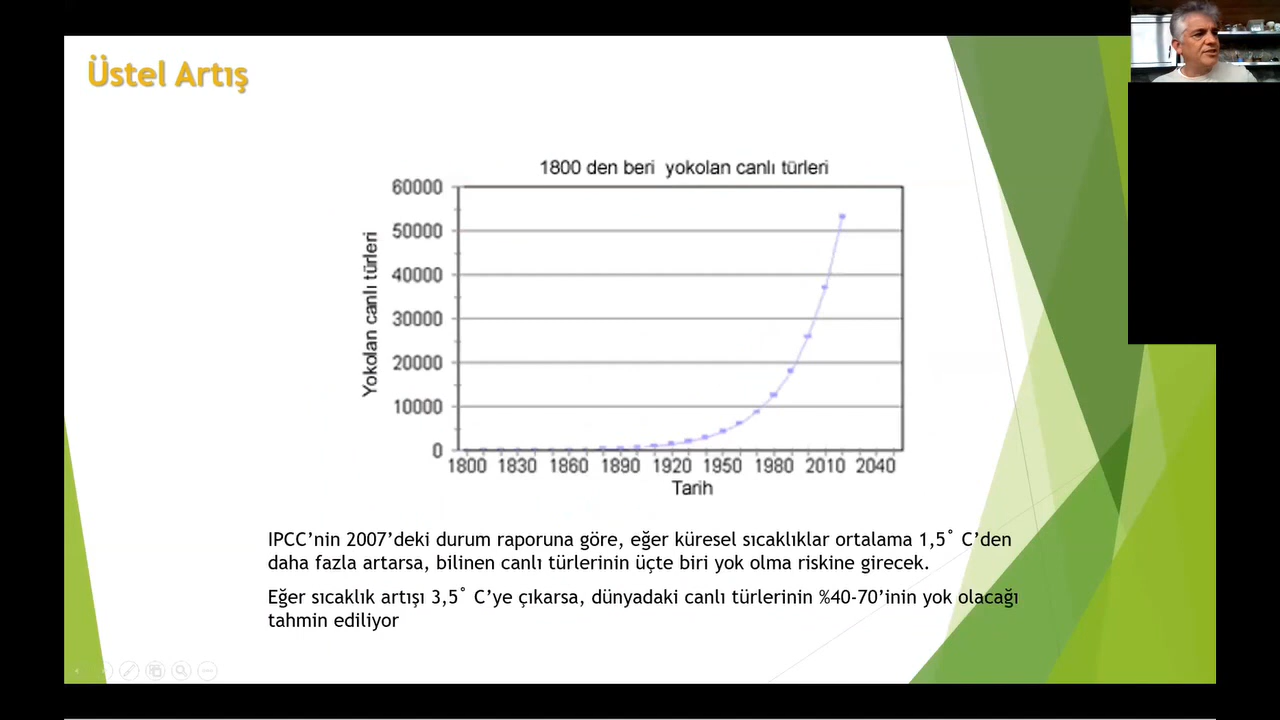 Üstel Artış
1800 den beri yokolan canlı türleri
60000
50000
40000
30000
20000
10000
0
Yokolan canlı türleri
1800 1830 1860 1890 1920 1950 1980 2010 2040
Tarih
IPCC’nin 2007’deki durum raporuna göre, eğer küresel sıcaklıklar ortalama 1,5˚ C’den
daha fazla artarsa, bilinen canlı türlerinin üçte biri yok olma riskine girecek.
Eğer sıcaklık artışı 3,5˚ C’ye çıkarsa, dünyadaki canlı türlerinin %40-70’inin yok olacağı
tahmin ediliyor